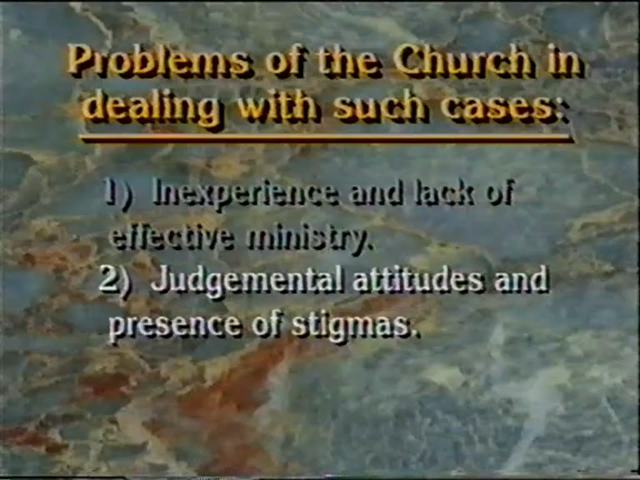 Problems of the Church in
dealing with such cases:
1) Inexperience and lack of
effective ministry.
2) Judgemental attitudes and
presence of stigmas.